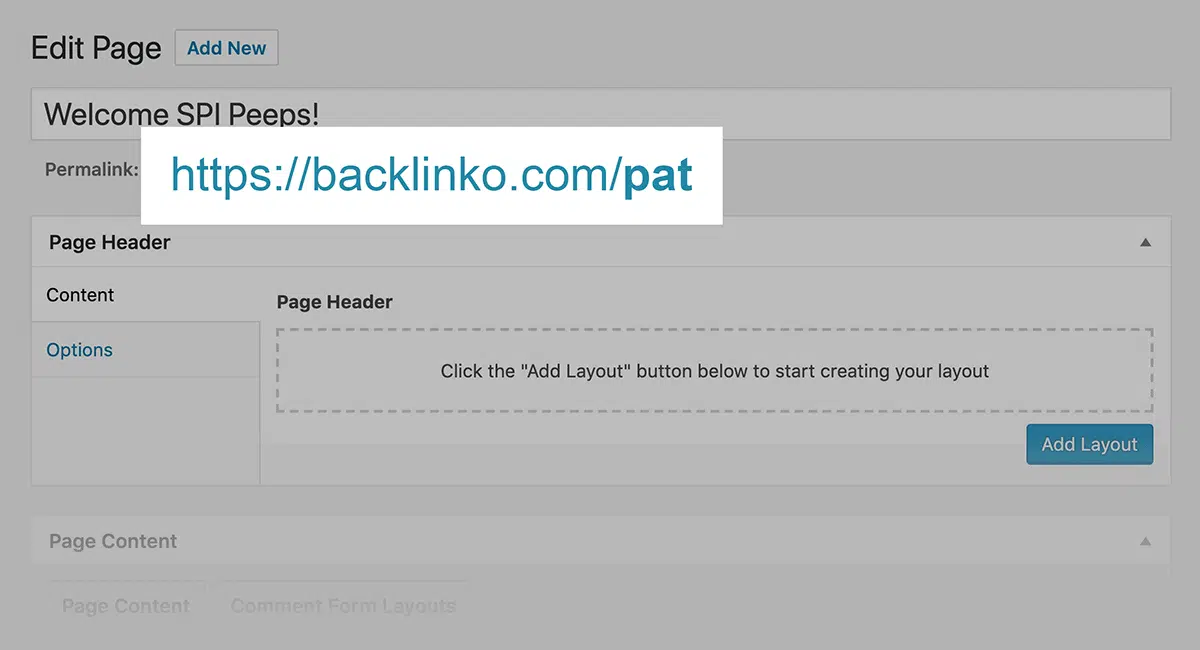 Edit Page Add New
Welcome SPI Peeps!
Permalink: https://backlinko.com/pat
Page Header
Content
Options
Page Header
Click the "Add Layout" button below to start creating your layout
Add Layout
Page Content
Page Content Comment Form Layouts